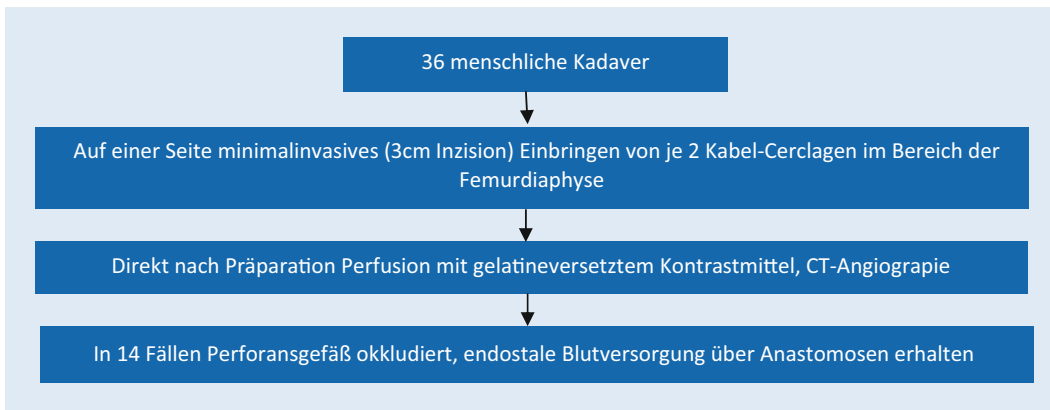 36 menschliche Kadaver
Auf einer Seite minimalinvasives (3cm Inzision) Einbringen von je 2 Kabel-Cerclagen im Bereich der
Femurdiaphyse
Direkt nach Präparation Perfusion mit gelatineversetztem Kontrastmittel, CT-Angiograpie
In 14 Fällen Perforansgefäß okkludiert, endostale Blutversorgung über Anastomosen erhalten